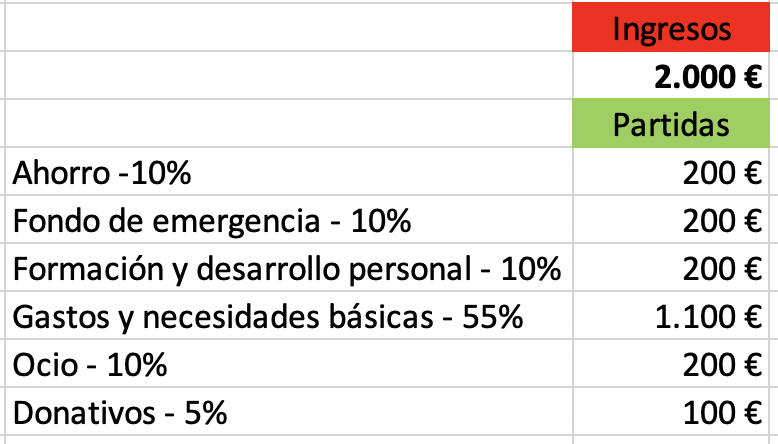 Ingresos
2.000 €
Partidas
Ahorro -10% 200 €
Fondo de emergencia - 10% 200 €
Formación y desarrollo personal - 10% 200 €
Gastos y necesidades básicas - 55% 1.100 €
Ocio - 10% 200 €
Donativos - 5% 100 €